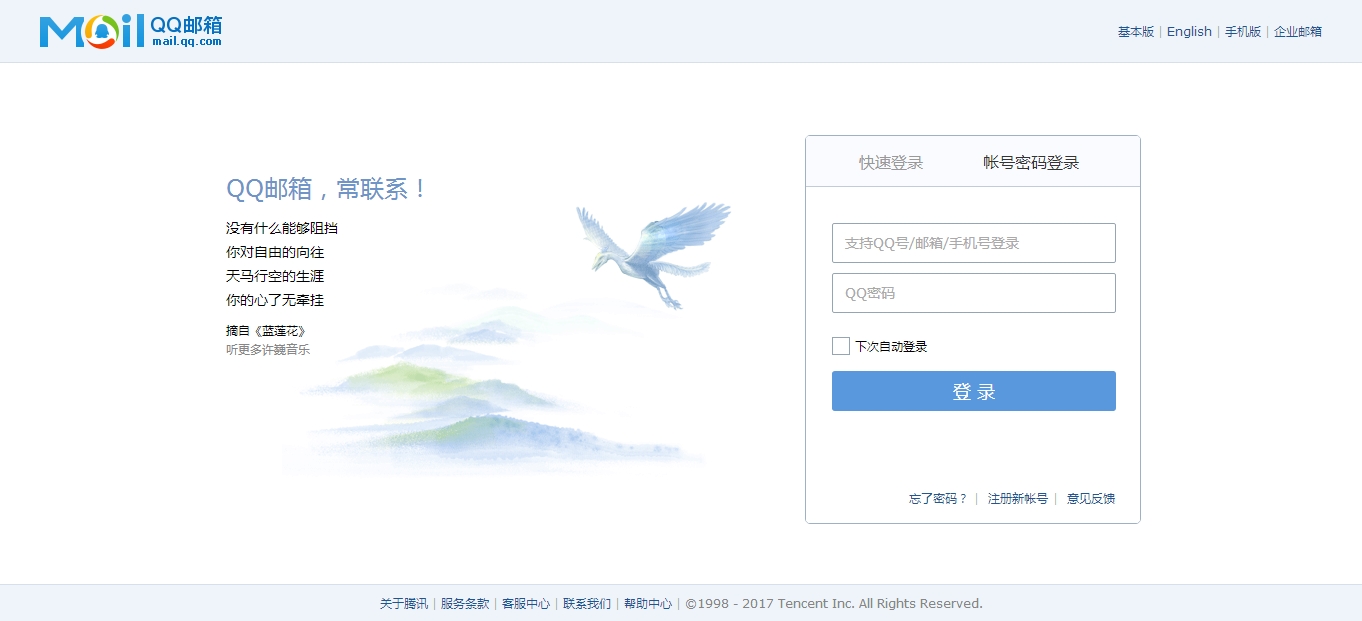 Mail QQ邮箱
mail.qq.com
基本版 | English | 手机版 | 企业邮箱
QQ邮箱，常联系！
没有什么能够阻挡
你对自由的向往
天马行空的生涯
你的心了无牵挂
摘自《蓝莲花》
听更多许巍音乐
快速登录 帐号密码登录
支持QQ号/邮箱/手机号登录
QQ密码
下次自动登录
登 录
忘了密码？ | 注册新帐号 | 意见反馈
关于腾讯 | 服务条款 | 客服中心 | 联系我们 | 帮助中心 | ©1998 - 2017 Tencent Inc. All Rights Reserved.